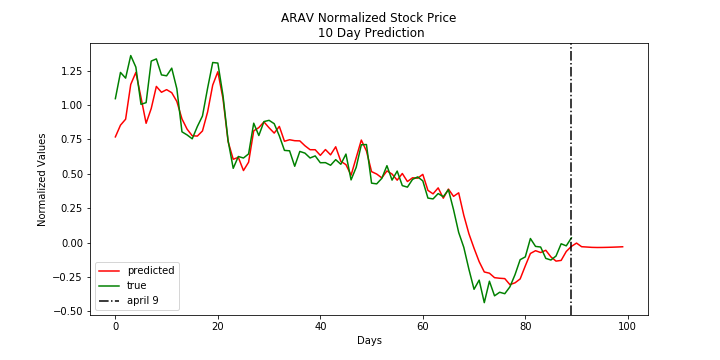 ARAV Normalized Stock Price
10 Day Prediction
Normalized Values
1.25
1.00
0.75
0.50
0.25
0.00
−0.25
−0.50
predicted
true
april 9
0
20
40
60
80
100
Days